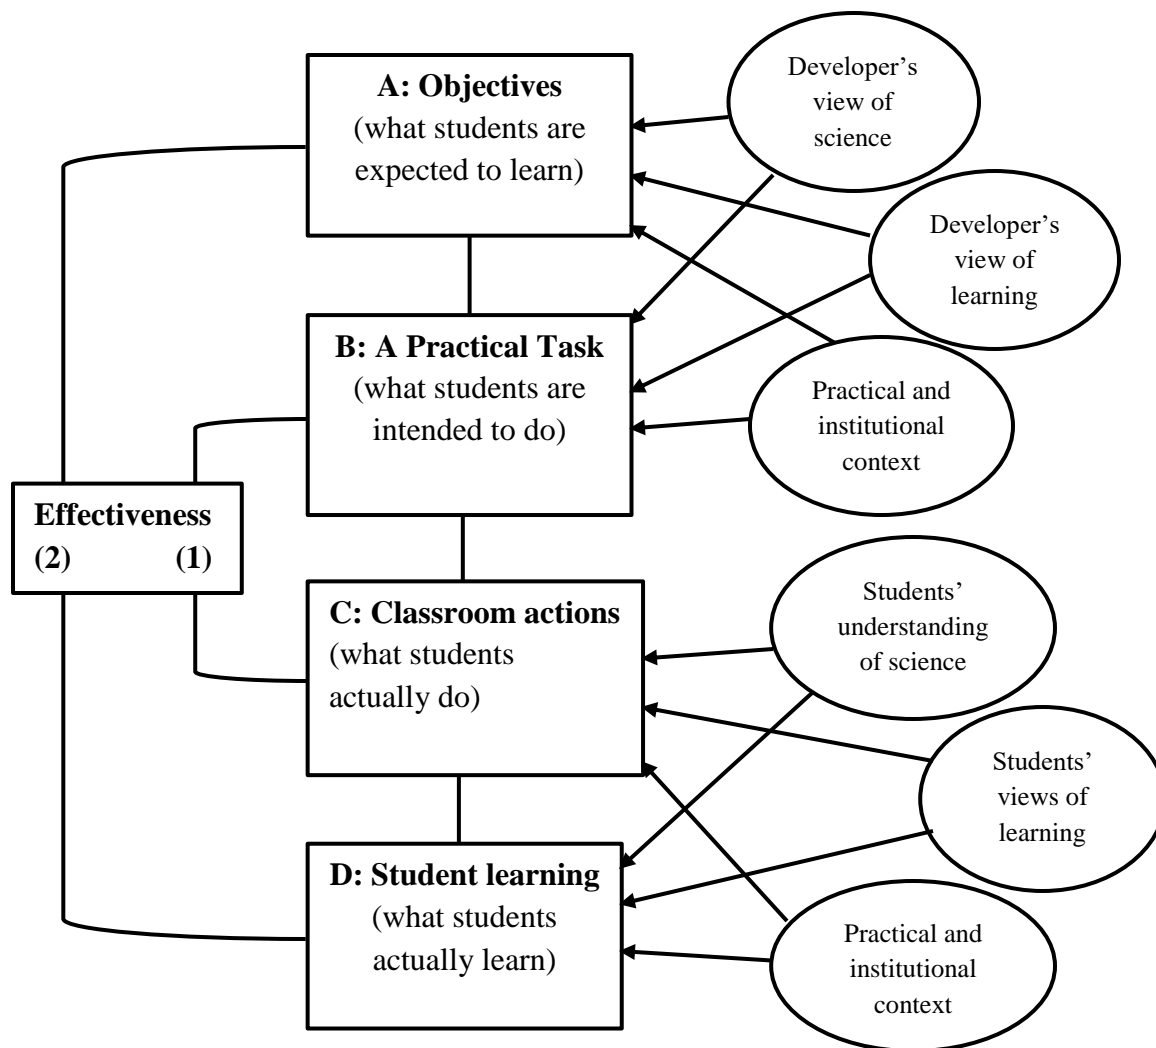 A: Objectives
(what students are
expected to learn)
Developer’s
view of
science
Developer’s
view of
learning
B: A Practical Task
(what students are
intended to do)
Practical and
institutional
context
Effectiveness
(2) (1)
C: Classroom actions
(what students
actually do)
Students’
understanding
of science
Students’
views of
learning
D: Student learning
(what students
actually learn)
Practical and
institutional
context